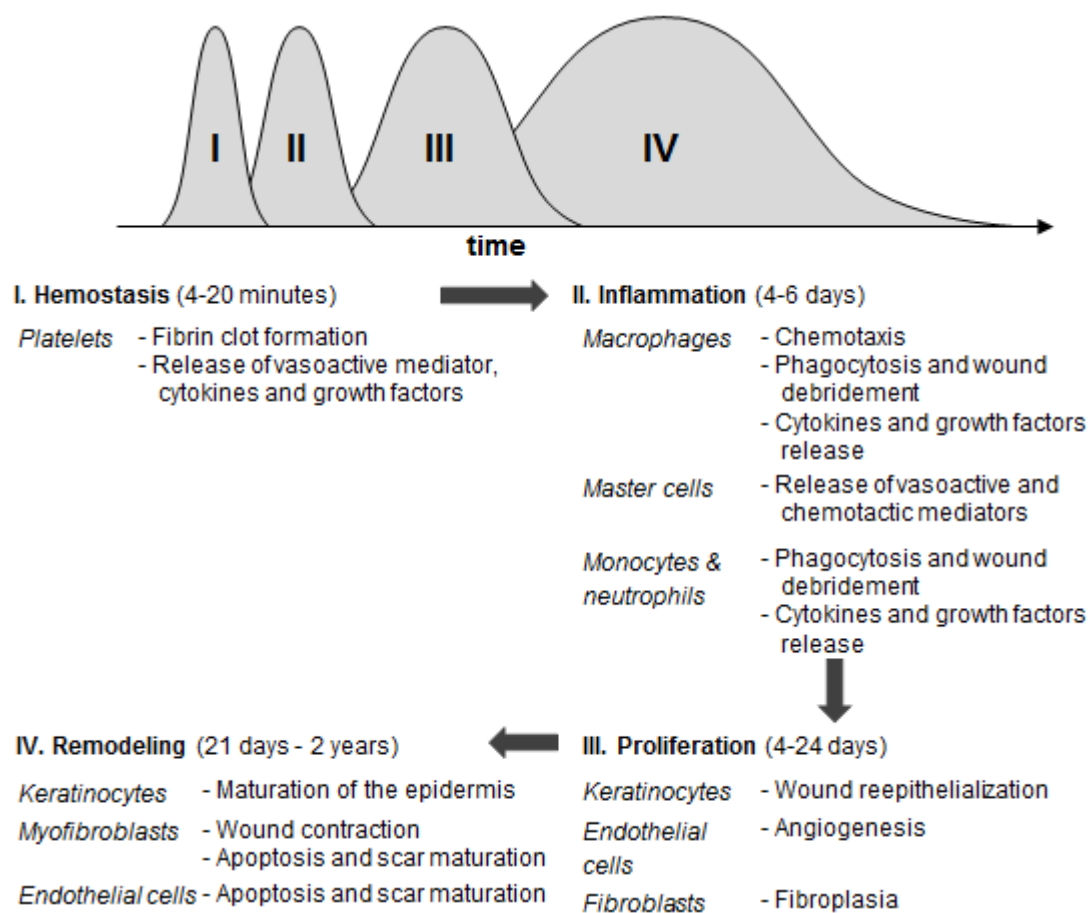 I
II
III
IV
time
I. Hemostasis (4-20 minutes)
Platelets - Fibrin clot formation
- Release of vasoactive mediator,
cytokines and growth factors
II. Inflammation (4-6 days)
Macrophages - Chemotaxis
- Phagocytosis and wound
debridement
- Cytokines and growth factors
release
Master cells - Release of vasoactive and
chemotactic mediators
Monocytes & - Phagocytosis and wound
neutrophils debridement
- Cytokines and growth factors
release
III. Proliferation (4-24 days)
Keratinocytes - Wound reepithelialization
Endothelial - Angiogenesis
cells
Fibroblasts - Fibroplasia
IV. Remodeling (21 days - 2 years)
Keratinocytes - Maturation of the epidermis
Myofibroblasts - Wound contraction
- Apoptosis and scar maturation
Endothelial cells - Apoptosis and scar maturation